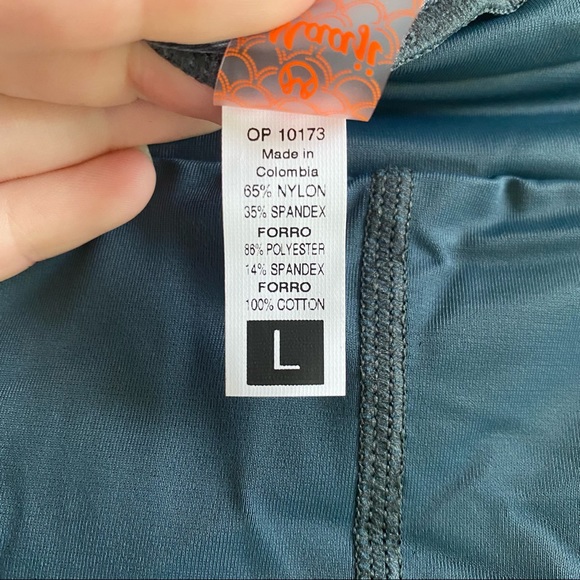 OP 10173
Made in
Colombia
65% NYLON
35% SPANDEX
FORRO
86% POLYESTER
14% SPANDEX
FORRO
100% COTTON
L